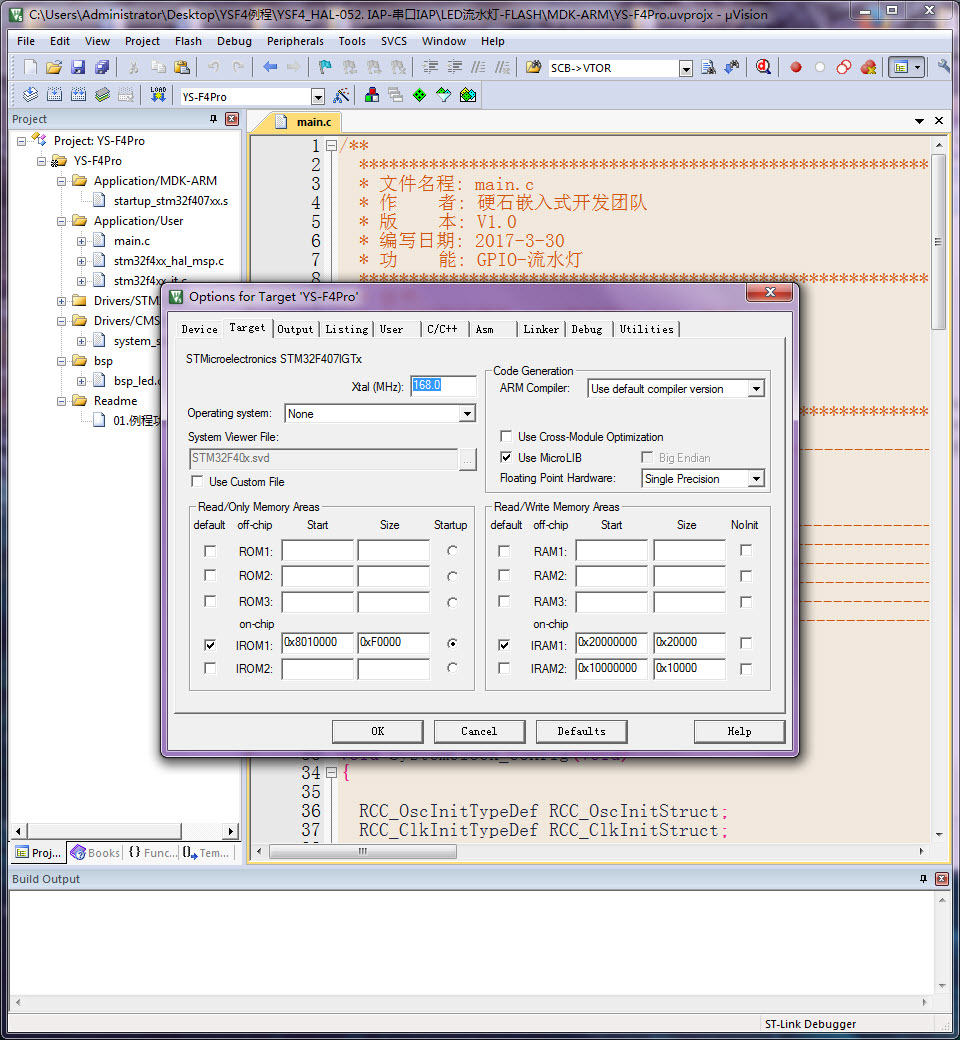 C:\Users\Administrator\Desktop\YSF4例程\YSF4_HAL-052. IAP-串口IAP\LED流水灯-FLASH\MDK-ARM\YS-F4Pro.uvprojx - µVision
File Edit View Project Flash Debug Peripherals Tools SVCS Window Help
SCB->VTOR
LOAD
YS-F4Pro
Project
Project: YS-F4Pro
YS-F4Pro
Application/MDK-ARM
startup_stm32f407xx.s
Application/User
main.c
stm32f4xx_hal_msp.c
stm32f4xx_it.c
Drivers/STM
Drivers/CMS
system_s
bsp
bsp_led.
Readme
01.例程
Proj... Books {} Func... Tem...
main.c
1 /**
2 *********************************************************
3 * 文件名程: main.c
4 * 作 者: 硬石嵌入式开发团队
5 * 版 本: V1.0
6 * 编写日期: 2017-3-30
7 * 功 能: GPIO-流水灯
8 *********************************************************
Options for Target 'YS-F4Pro'
Device Target Output Listing User C/C++ Asm Linker Debug Utilities
STMicroelectronics STM32F407IGTx
Xtal (MHz): 168.0
Operating system: None
System Viewer File:
STM32F40x.svd ...
Use Custom File
Code Generation
ARM Compiler: Use default compiler version
Use Cross-Module Optimization
Use MicroLIB Big Endian
Floating Point Hardware: Single Precision
Read/Only Memory Areas
default off-chip Start Size Startup
ROM1:
ROM2:
ROM3:
on-chip
IROM1: 0x8010000 0xF0000
IROM2:
Read/Write Memory Areas
default off-chip Start Size NoInit
RAM1:
RAM2:
RAM3:
on-chip
IRAM1: 0x20000000 0x20000
IRAM2: 0x10000000 0x10000
OK Cancel Defaults Help
34 {
35
36 RCC_OscInitTypeDef RCC_OscInitStruct;
37 RCC_ClkInitTypeDef RCC_ClkInitStruct;
Build Output
ST-Link Debugger